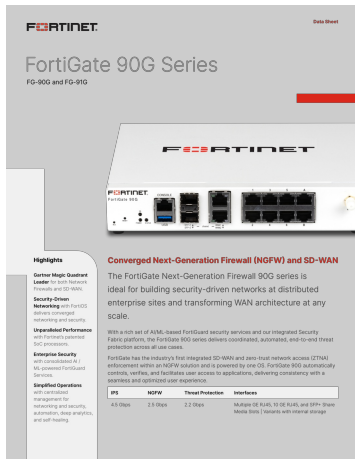 FORTINET
Data Sheet
FortiGate 90G Series
FG-90G and FG-91G
FORTINET
FORTINET
FortiGate 90G
CONSOLE
Highlights
Gartner Magic Quadrant
Leader for both Network
Firewalls and SD-WAN.
Security-Driven
Networking with FortiOS
delivers converged
networking and security.
Unparalleled Performance
with Fortinet's patented
SoC processors.
Enterprise Security
with consolidated AI /
ML-powered FortiGuard
Services.
Simplified Operations
with centralized
management for
networking and security,
automation, deep analytics,
and self-healing.
Converged Next-Generation Firewall (NGFW) and SD-WAN
The FortiGate Next-Generation Firewall 90G series is
ideal for building security-driven networks at distributed
enterprise sites and transforming WAN architecture at any
scale.
With a rich set of AI/ML-based FortiGuard security services and our integrated Security
Fabric platform, the FortiGate 90G series delivers coordinated, automated, end-to-end threat
protection across all use cases.
FortiGate has the industry's first integrated SD-WAN and zero-trust network access (ZTNA)
enforcement within an NGFW solution and is powered by one OS. FortiGate 90G automatically
controls, verifies, and facilitates user access to applications, delivering consistency with a
seamless and optimized user experience.
IPS NGFW Threat Protection Interfaces
4.5 Gbps 2.5 Gbps 2.2 Gbps Multiple GE RJ45, 10 GE RJ45, and SFP+ Share
Media Slots | Variants with internal storage